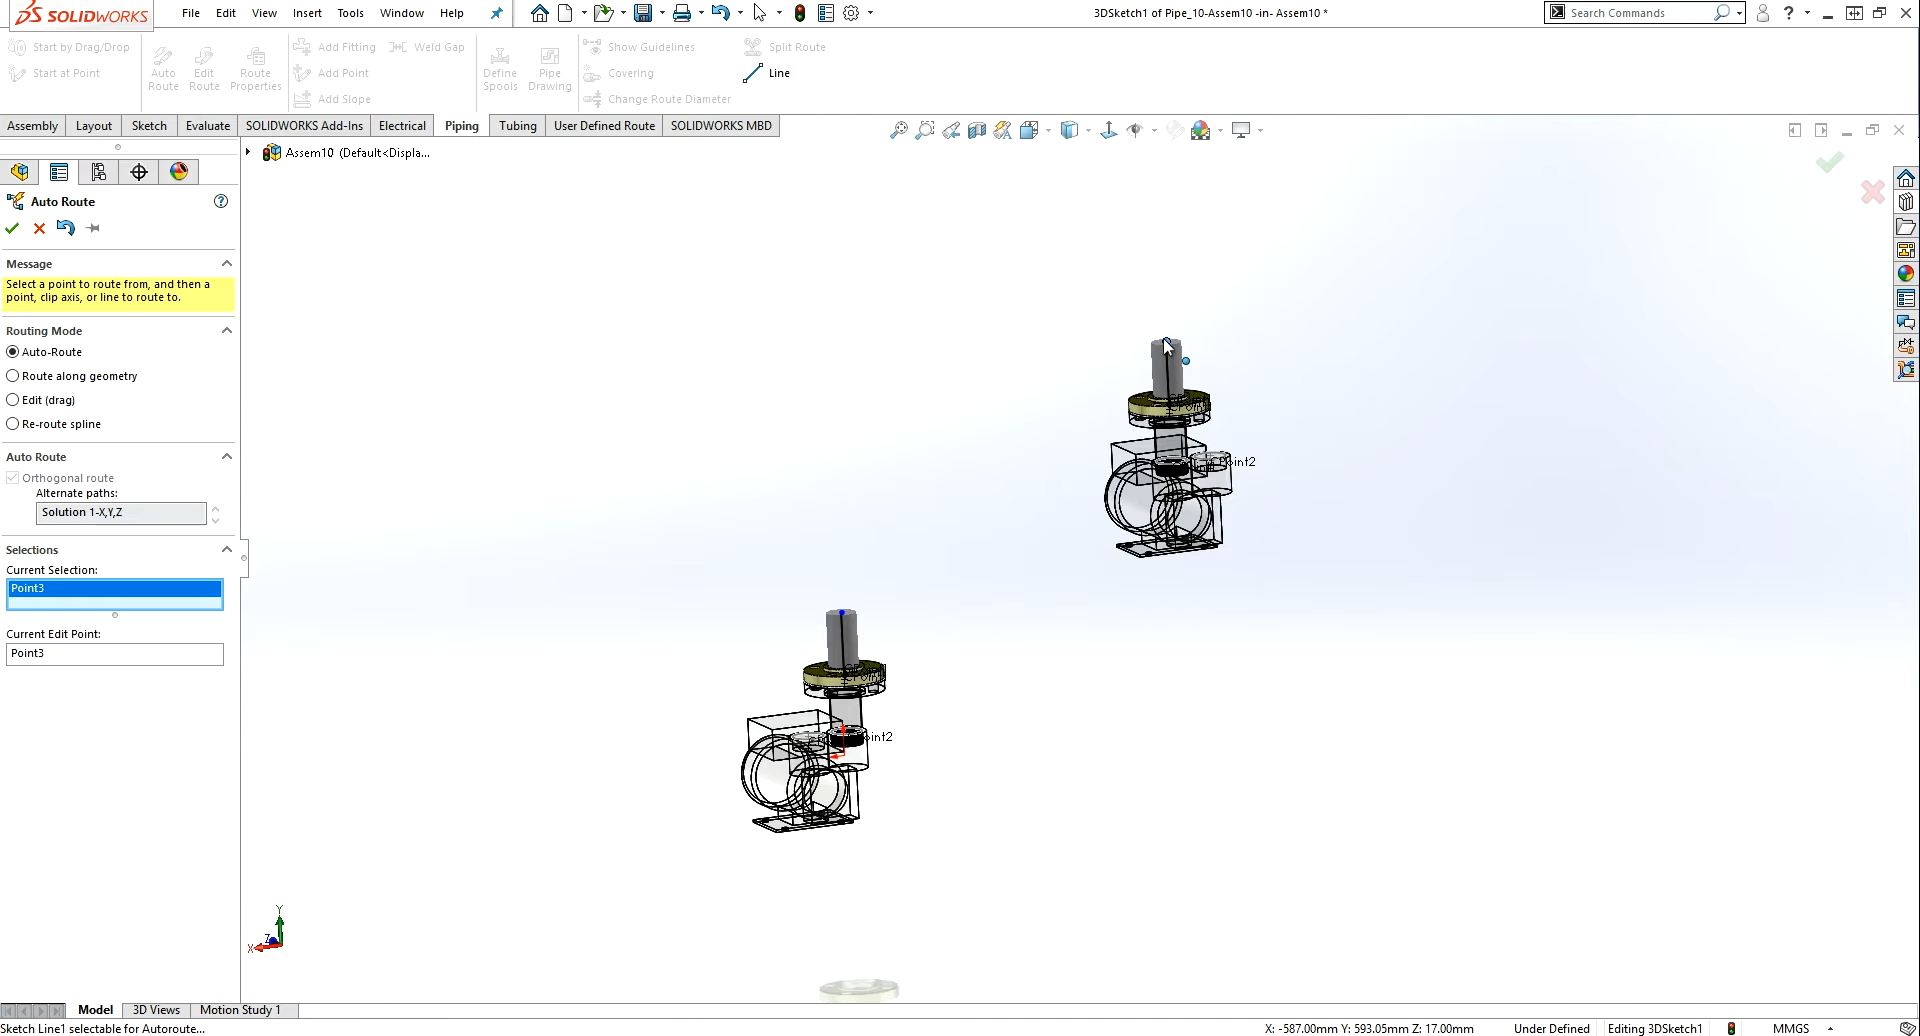 SOLIDWORKS
File Edit View Insert Tools Window Help
3DSketch1 of Pipe_10-Assem10 -in- Assem10 *
Search Commands
Start by Drag/Drop
Start at Point
Auto Route
Edit Route
Route Properties
Add Fitting
Weld Gap
Add Point
Add Slope
Define Spools
Pipe Drawing
Show Guidelines
Covering
Change Route Diameter
Split Route
Line
Assembly Layout Sketch Evaluate SOLIDWORKS Add-Ins Electrical Piping Tubing User Defined Route SOLIDWORKS MBD
Assem10 (Default<Displa...
Auto Route
Message
Select a point to route from, and then a
point, clip axis, or line to route to.
Routing Mode
Auto-Route
Route along geometry
Edit (drag)
Re-route spline
Auto Route
Orthogonal route
Alternate paths:
Solution 1-X,Y,Z
Selections
Current Selection:
Point3
Current Edit Point:
Point3
Point2
oint2
Y
Z
X
Model 3D Views Motion Study 1
Sketch Line1 selectable for Autoroute...
X: -587.00mm Y: 593.05mm Z: 17.00mm
Under Defined
Editing 3DSketch1
MMGS